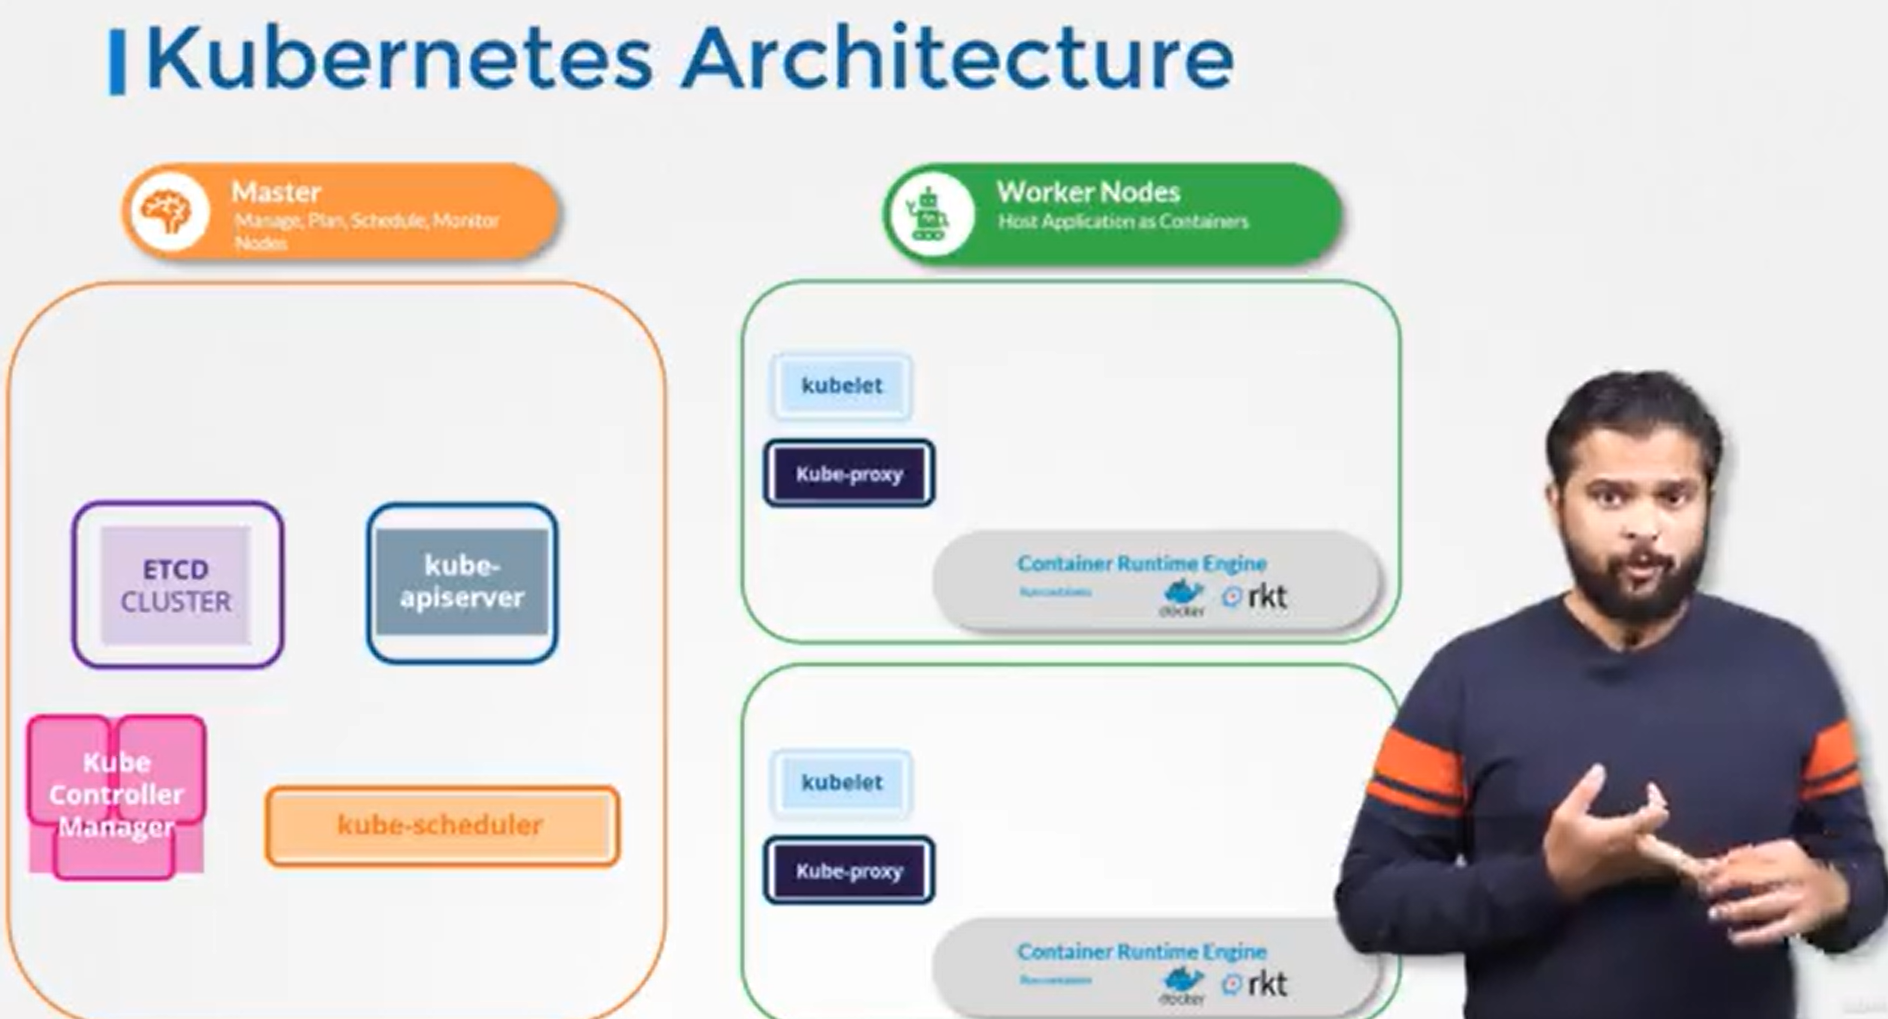 Kubernetes Architecture
Master
Manage, Plan, Schedule, Monitor
Nodes
Worker Nodes
Host Application as Containers
ETCD
CLUSTER
kube-
apiserver
Kube
Controller
Manager
kube-scheduler
kubelet
Kube-proxy
Container Runtime Engine
docker
rkt
kubelet
Kube-proxy
Container Runtime Engine
docker
rkt